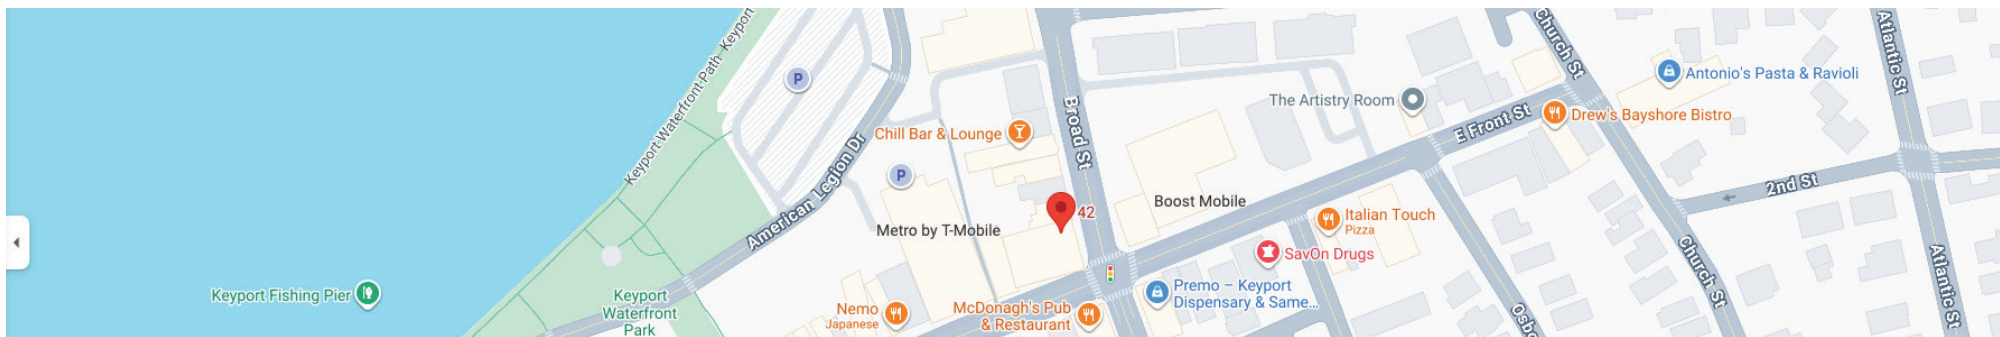 Keyport Waterfront Path- Keyport
P
Church St
Atlantic St
Antonio's Pasta & Ravioli
The Artistry Room
Broad St
E Front St
Drew's Bayshore Bistro
Chill Bar & Lounge
American Legion Dr
P
2nd St
42
Boost Mobile
Italian Touch
Pizza
Metro by T-Mobile
SavOn Drugs
Church St
Atlantic St
Keyport Fishing Pier
Keyport
Waterfront
Park
Nemo
Japanese
McDonagh's Pub
& Restaurant
Premo – Keyport
Dispensary & Same...
Osbo